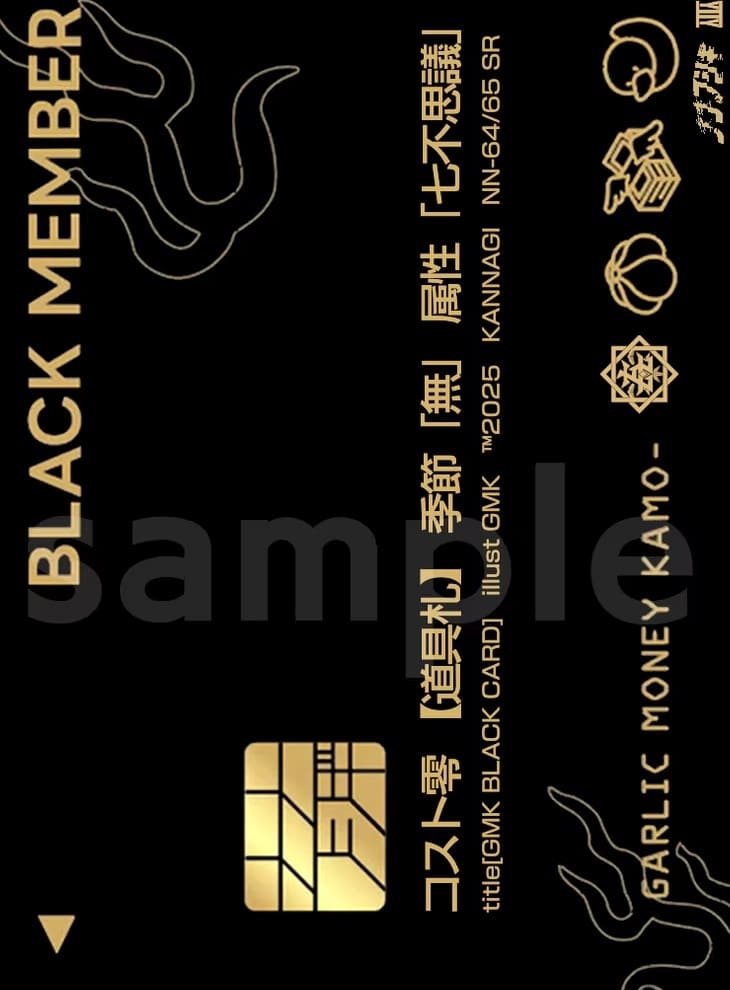 BLACK MEMBER
コスト零 【道具札】 季節 「無」 属性 「七不思議」
title[GMK BLACK CARD] illust GMK ™2025 KANNAGI NN-64/65 SR
GARLIC MONEY KAMO-
sample